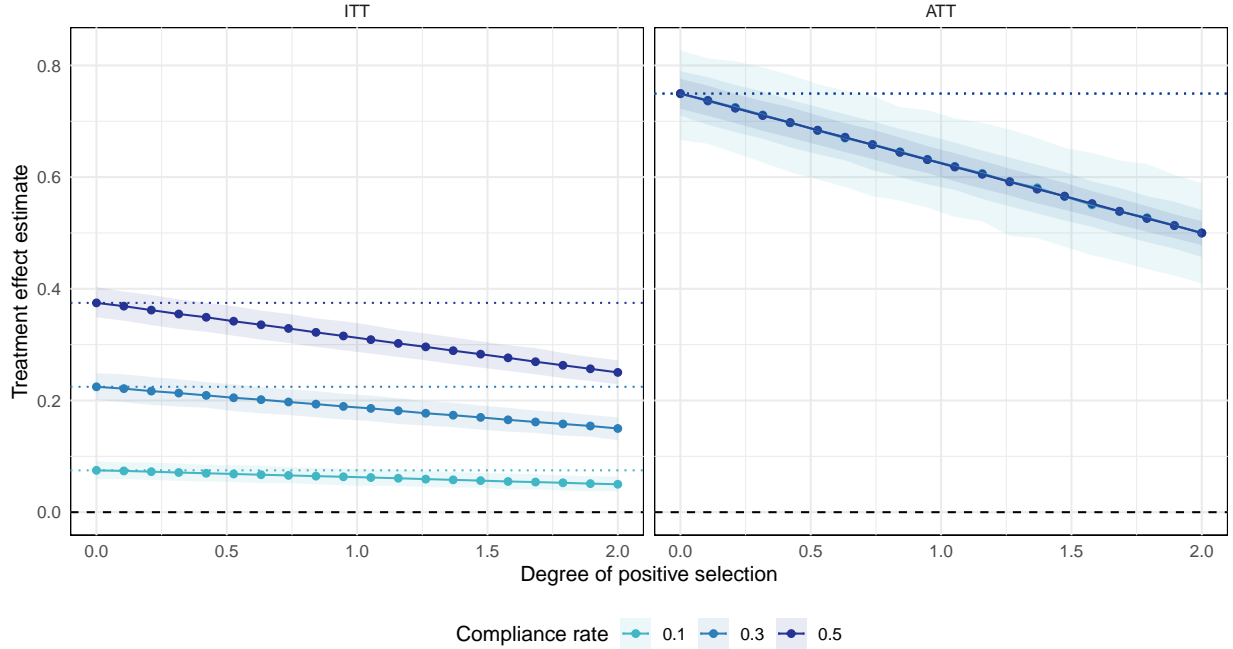 ITT
ATT
Treatment effect estimate
0.8
0.6
0.4
0.2
0.0
0.0 0.5 1.0 1.5 2.0
0.0 0.5 1.0 1.5 2.0
Degree of positive selection
Compliance rate 0.1 0.3 0.5